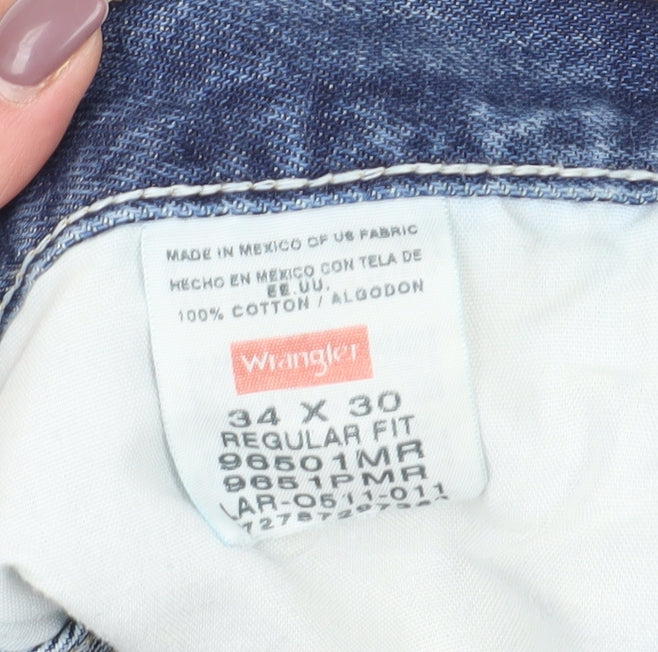 MADE IN MEXICO OF US FABRIC
HECHO EN MEXICO CON TELA DE
EE.UU.
100% COTTON / ALGODON
Wrangler
34 X 30
REGULAR FIT
96501MR
9651PMR
AR-0511-011